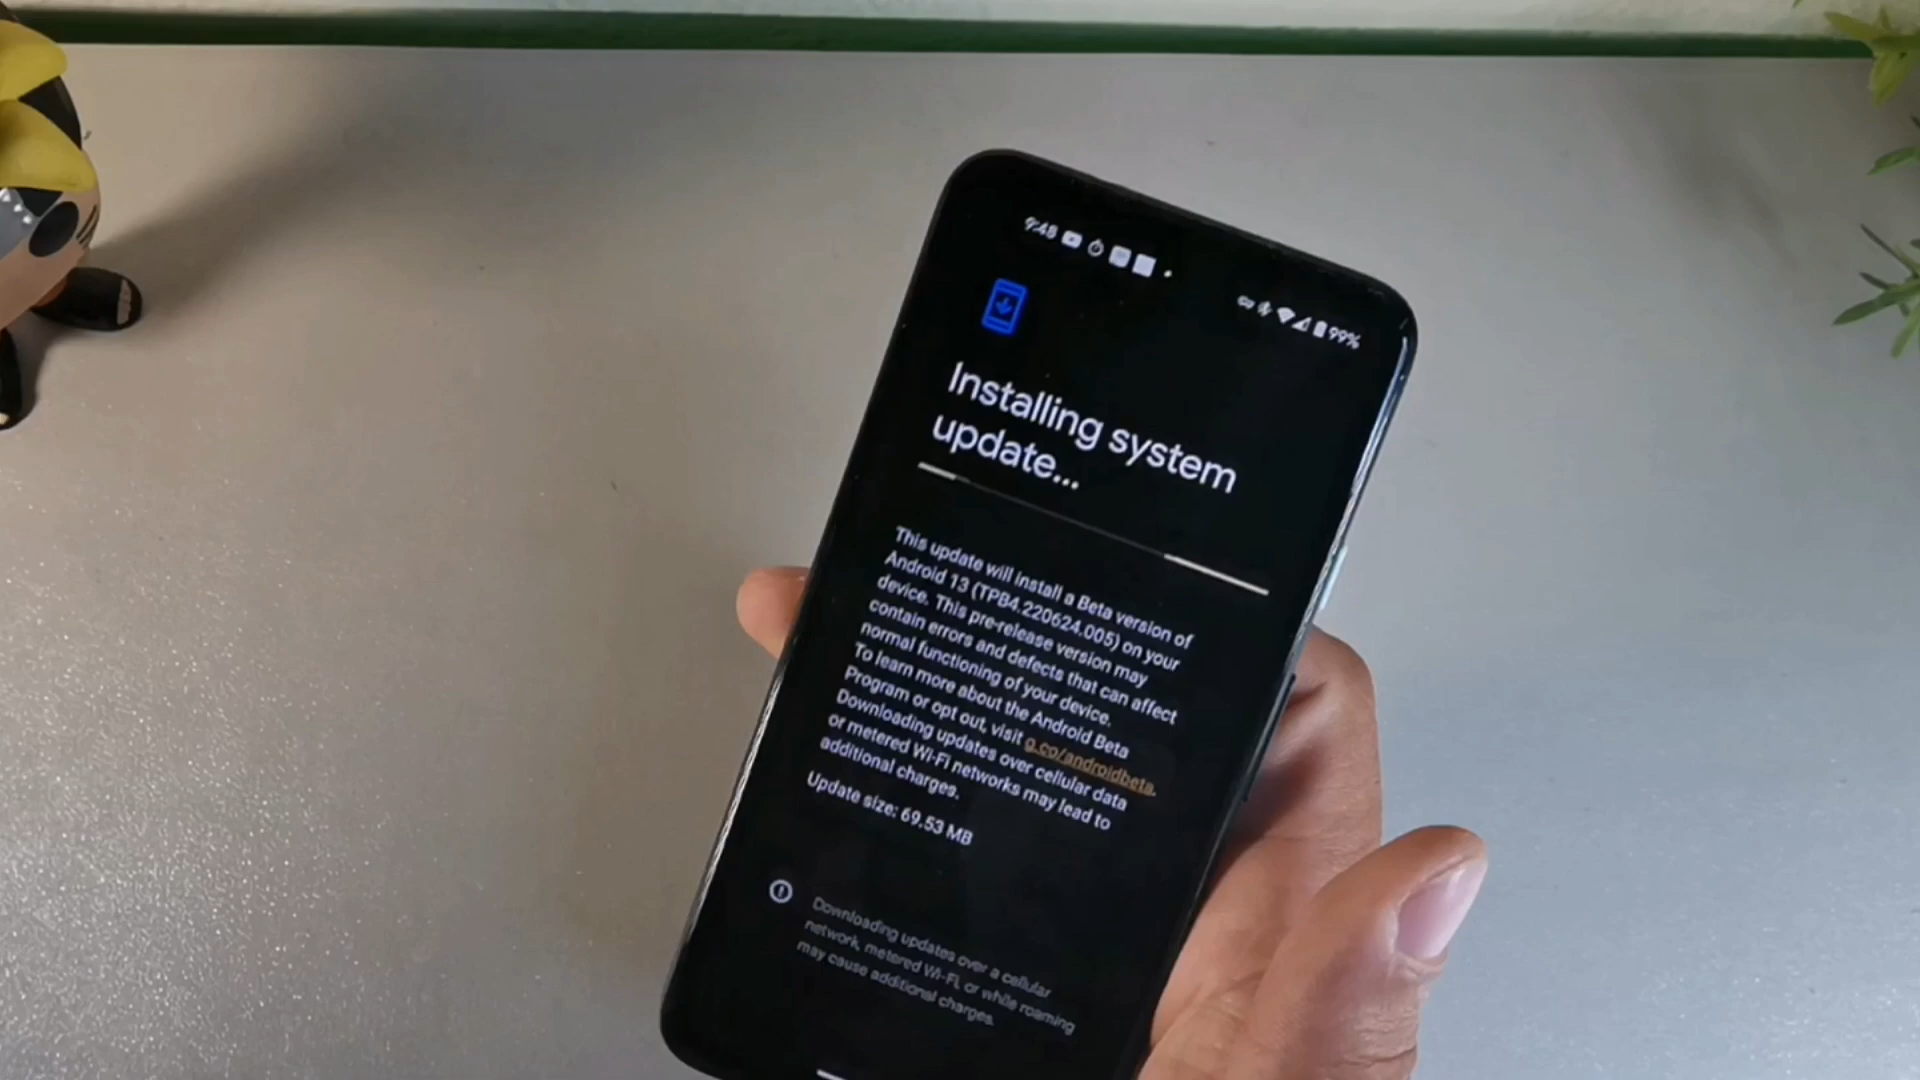 9:45
99%
Installing system
update...
This update will install a Beta version of
Android 13 (TPB4.220624.005) on your
device. This pre-release version may
contain errors and defects that can affect
normal functioning of your device.
To learn more about the Android Beta
Program or opt out, visit g.co/androidbeta.
Downloading updates over cellular data
or metered Wi-Fi networks may lead to
additional charges.
Update size: 69.53 MB
Downloading updates over a cellular
network, metered Wi-Fi, or while roaming
may cause additional charges.